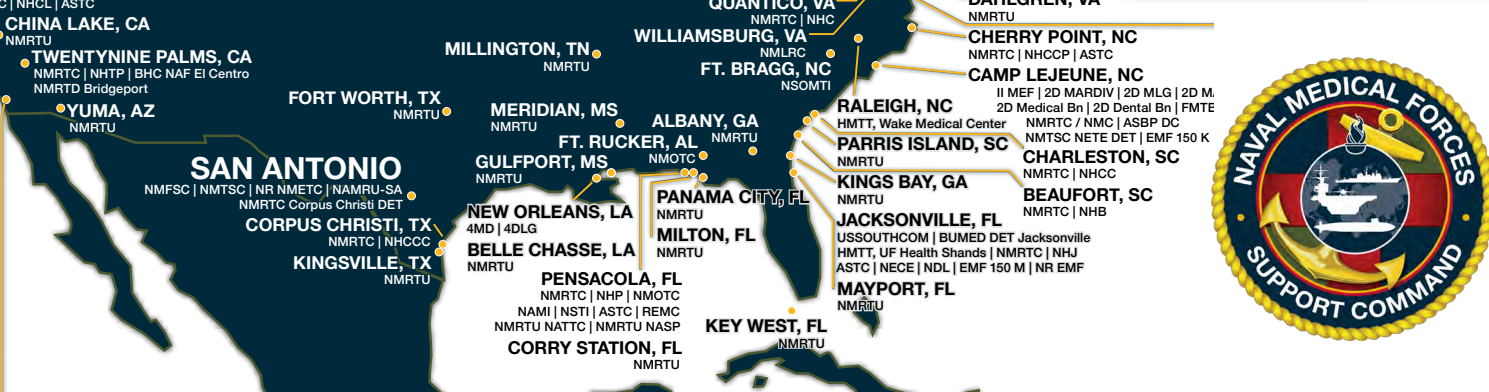 C | NHCL | ASTC
CHINA LAKE, CA
NMRTU
TWENTYNINE PALMS, CA
NMRTC | NHTP | BHC NAF El Centro
NMRTD Bridgeport
YUMA, AZ
NMRTU
FORT WORTH, TX
NMRTU
SAN ANTONIO
NMFSC | NMTSC | NR NMETC | NAMRU-SA
NMRTC Corpus Christi DET
CORPUS CHRISTI, TX
NMRTC | NHCCC
KINGSVILLE, TX
NMRTU
MILLINGTON, TN
NMRTU
MERIDIAN, MS
NMRTU
FT. RUCKER, AL
NMOTC
GULFPORT, MS
NMRTU
ALBANY, GA
NMRTU
NEW ORLEANS, LA
4MD | 4DLG
BELLE CHASSE, LA
NMRTU
PANAMA CITY, FL
NMRTU
MILTON, FL
NMRTU
PENSACOLA, FL
NMRTC | NHP | NMOTC
NAMI | NSTI | ASTC | REMC
NMRTU NATTC | NMRTU NASP
CORRY STATION, FL
NMRTU
KEY WEST, FL
NMRTU
QUANTICO, VA
NMRTC | NHC
WILLIAMSBURG, VA
NMLRC
FT. BRAGG, NC
NSOMTI
DAHLGREN, VA
NMRTU
CHERRY POINT, NC
NMRTC | NHCCP | ASTC
CAMP LEJEUNE, NC
II MEF | 2D MARDIV | 2D MLG | 2D
2D Medical Bn | 2D Dental Bn |
NMRTC / NMC | ASBP DC
NMTSC NETE DET | EMF 150 K
RALEIGH, NC
HMTT, Wake Medical Center
PARRIS ISLAND, SC
NMRTU
CHARLESTON, SC
NMRTC | NHCC
KINGS BAY, GA
NMRTU
BEAUFORT, SC
NMRTC | NHB
JACKSONVILLE, FL
USSOUTHCOM | BUMED DET Jacksonville
HMTT, UF Health Shands | NMRTC | NHJ
ASTC | NECE | NDL | EMF 150 M | NR EMF
MAYPORT, FL
NMRTU
NAVAL MEDICAL FORCES
SUPPORT COMMAND